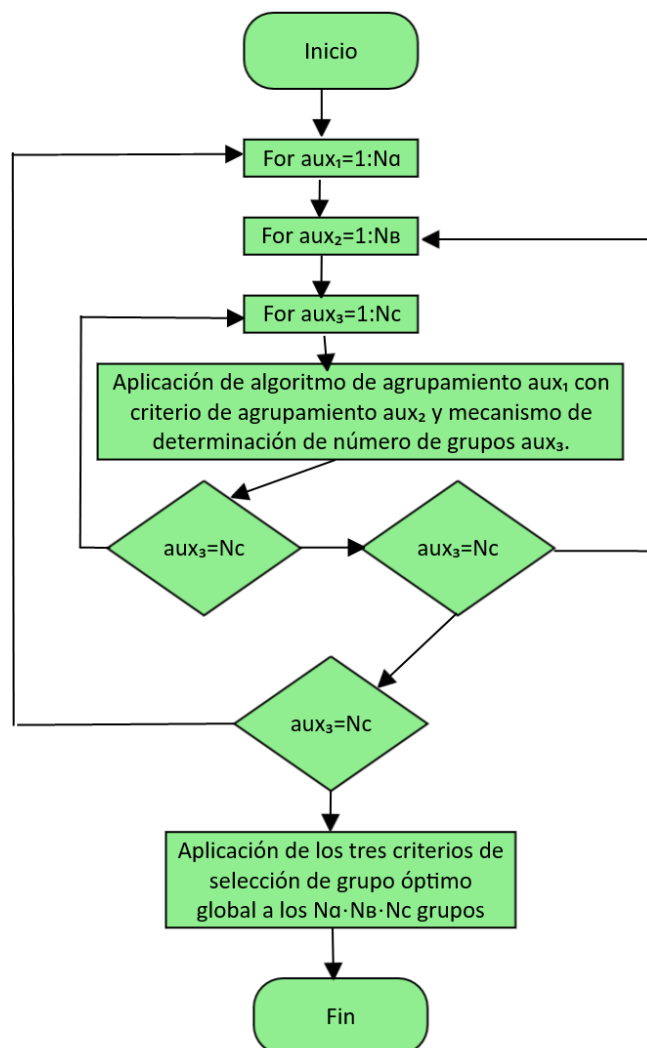 Inicio
For aux₁=1:Nɑ
For aux₂=1:Nʙ
For aux₃=1:Nc
Aplicación de algoritmo de agrupamiento aux₁ con
criterio de agrupamiento aux₂ y mecanismo de
determinación de número de grupos aux₃.
aux₃=Nc
aux₃=Nc
aux₃=Nc
Aplicación de los tres criterios de
selección de grupo óptimo
global a los Nɑ·Nʙ·Nc grupos
Fin